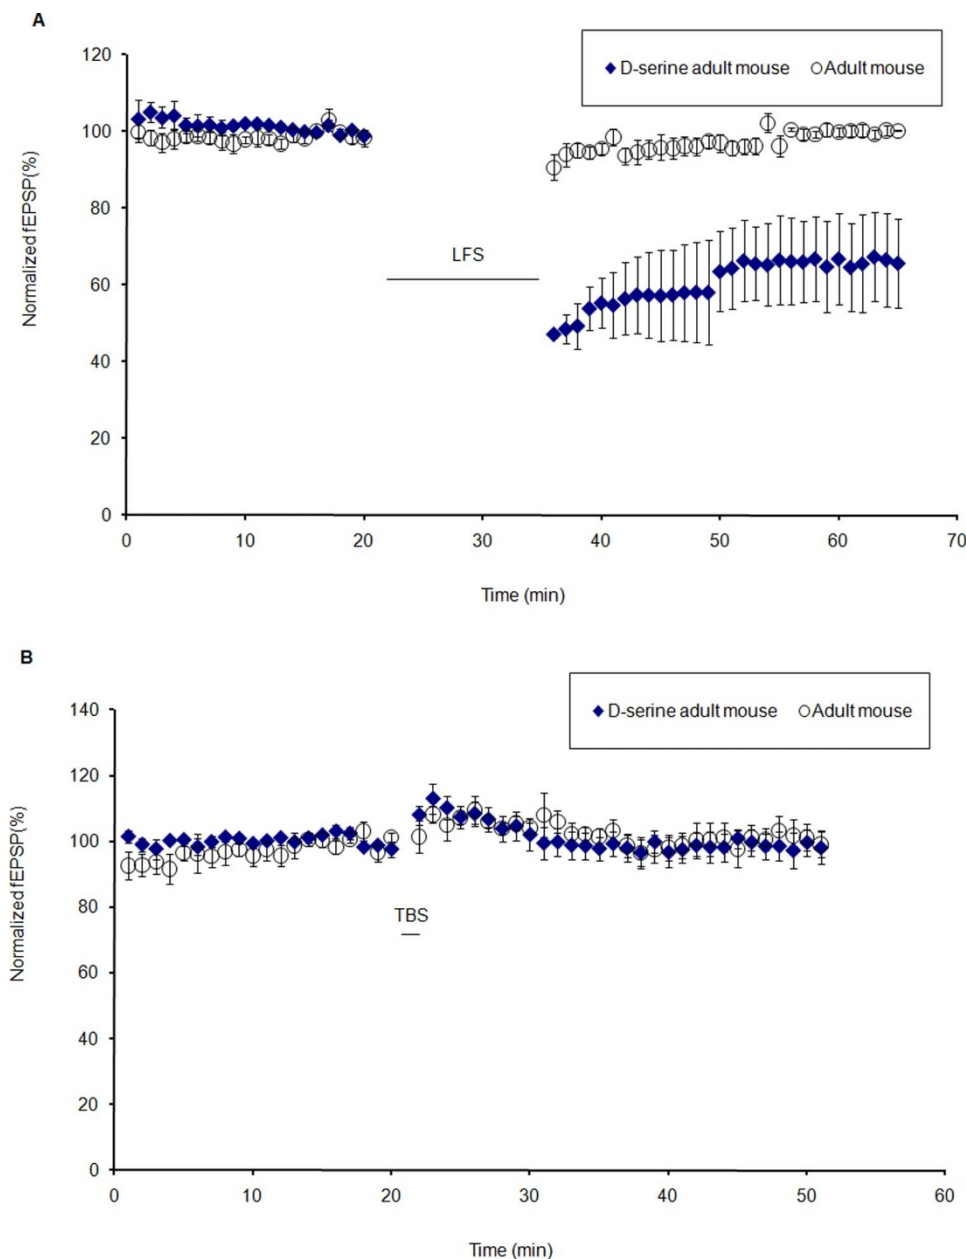 A
D-serine adult mouse Adult mouse
120
100
80
60
40
20
0
Normalized fEPSP(%)
LFS
0 10 20 30 40 50 60 70
Time (min)
B
D-serine adult mouse Adult mouse
140
120
100
80
60
40
20
0
Normalized fEPSP(%)
TBS
0 10 20 30 40 50 60
Time (min)